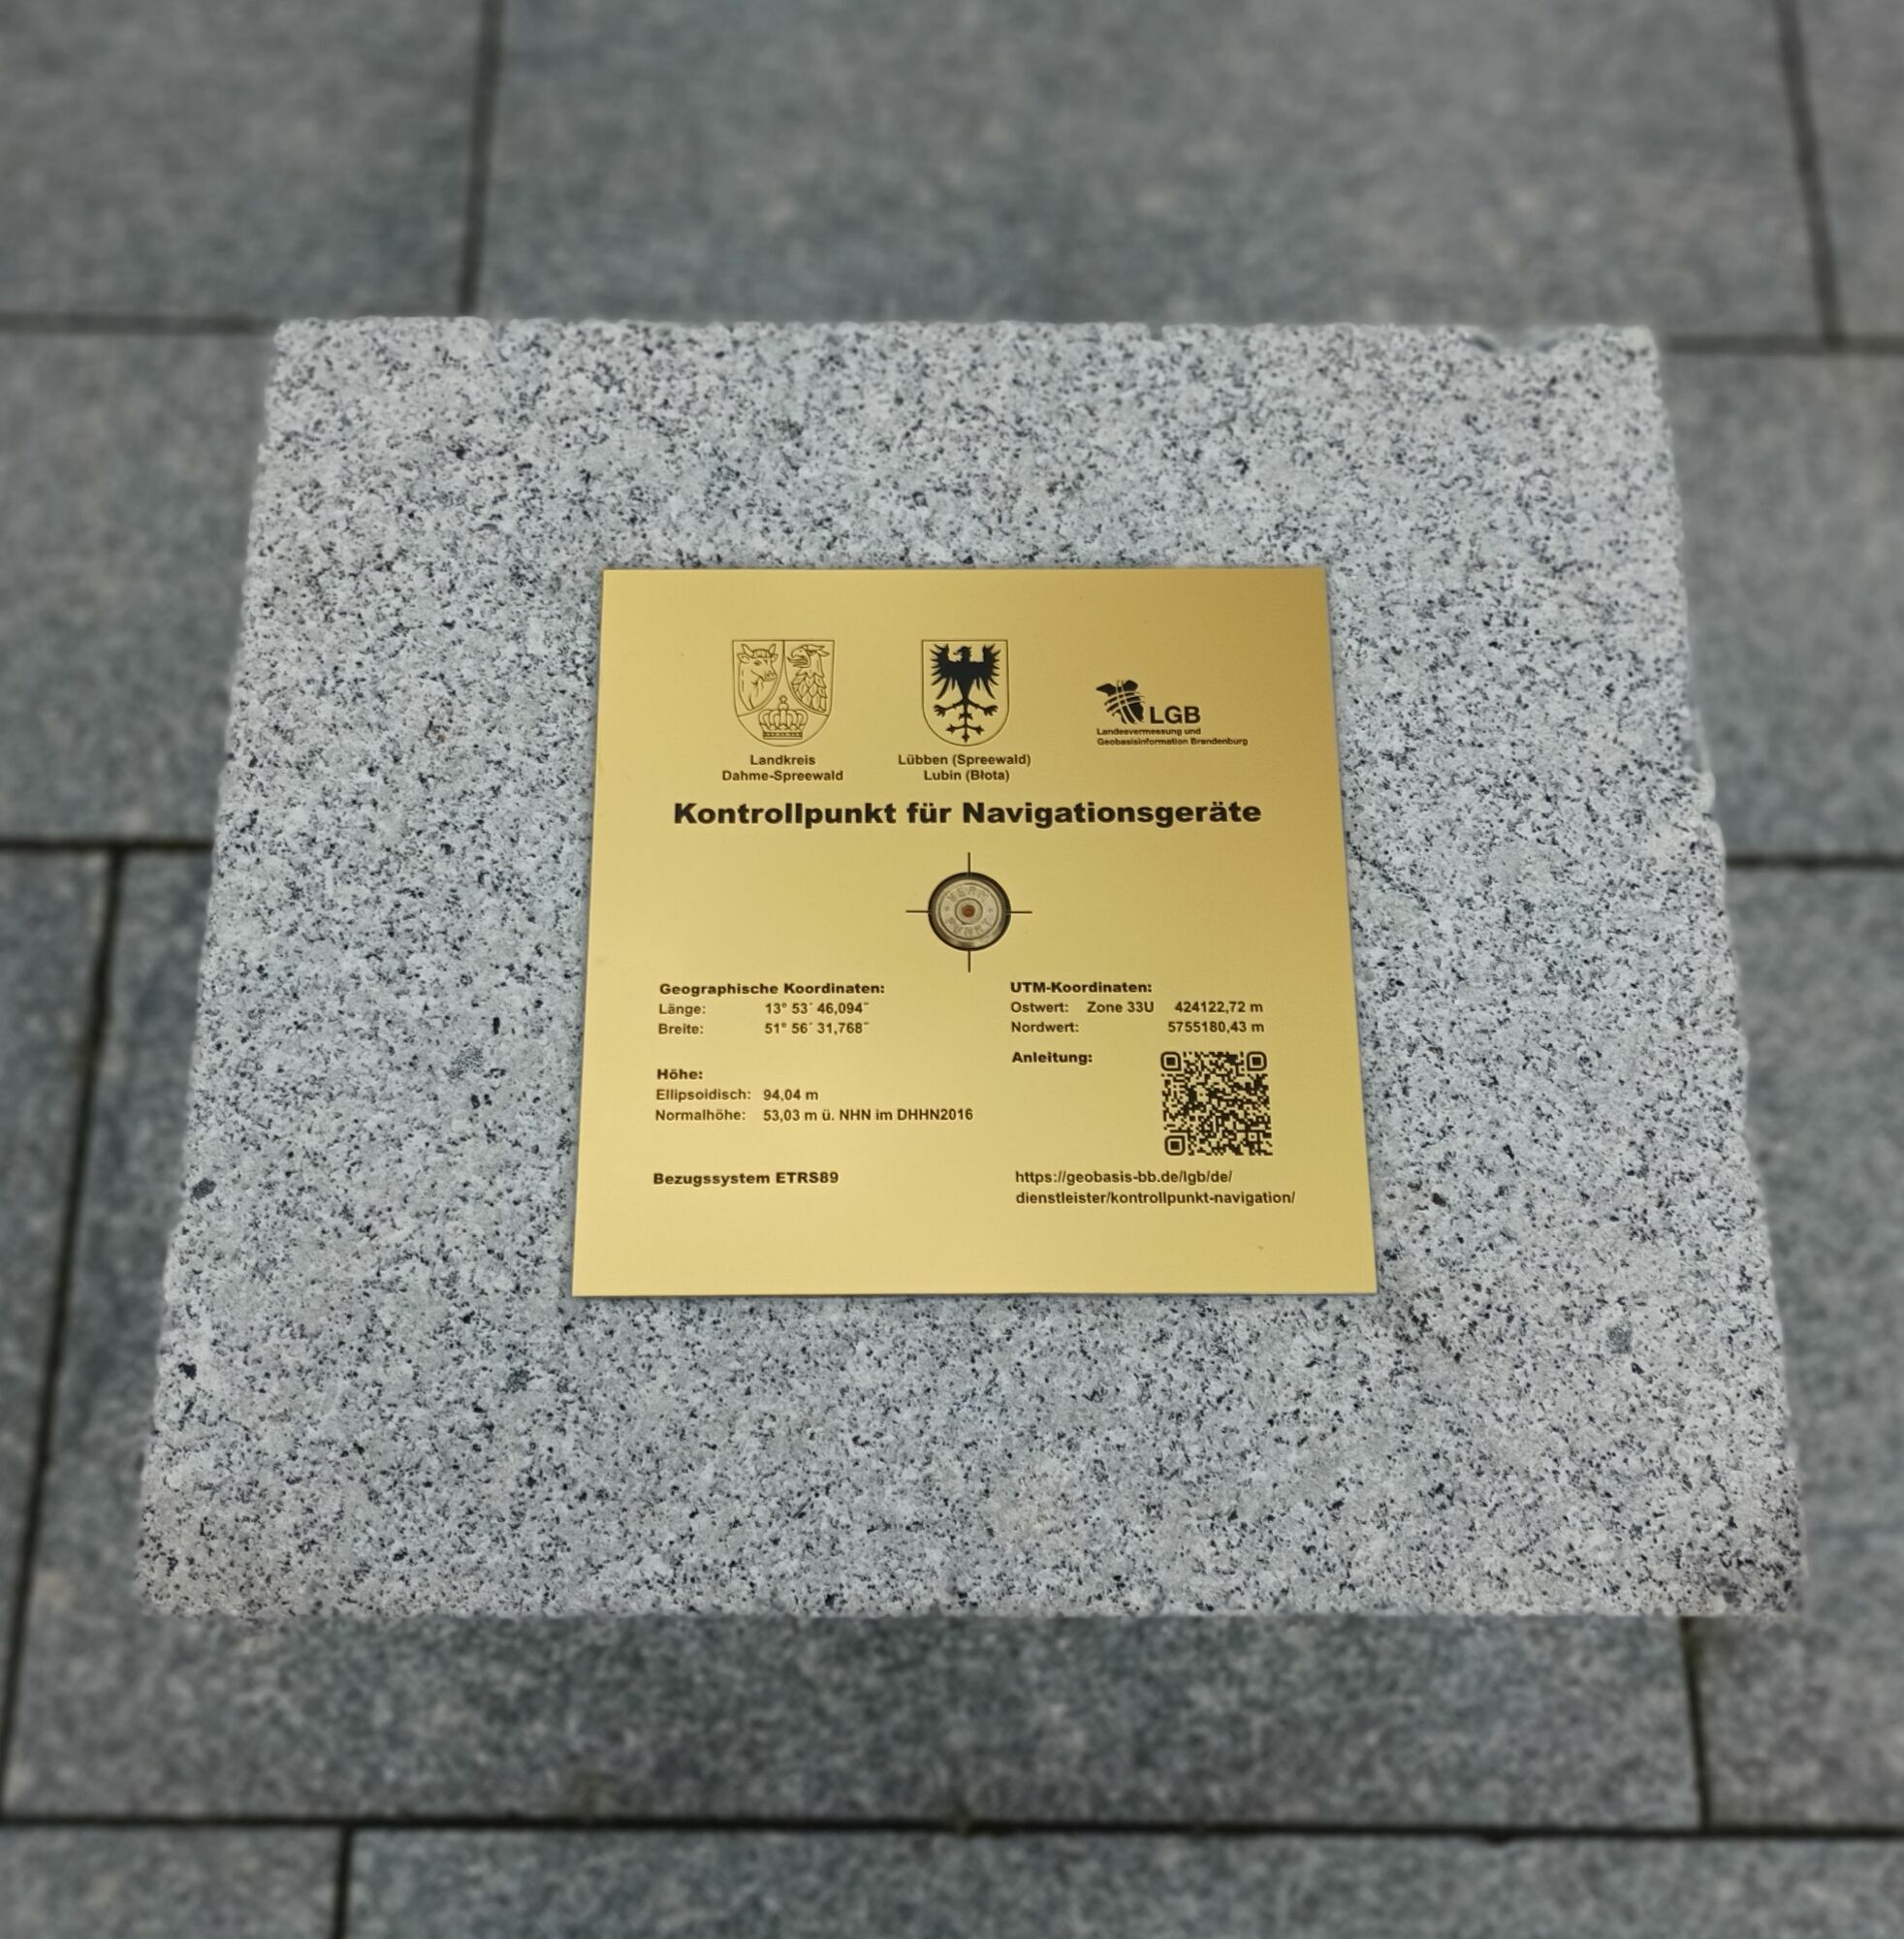 Landkreis
Dahme-Spreewald
Lübben (Spreewald)
Lubin (Błota)
LGB
Landesvermessung und
Geobasisinformation Brandenburg
Kontrollpunkt für Navigationsgeräte
Geographische Koordinaten:
Länge: 13° 53´ 46,094˝
Breite: 51° 56´ 31,768˝
Höhe:
Ellipsoidisch: 94,04 m
Normalhöhe: 53,03 m ü. NHN im DHHN2016
Bezugssystem ETRS89
UTM-Koordinaten:
Ostwert: Zone 33U 424122,72 m
Nordwert: 5755180,43 m
Anleitung:
https://geobasis-bb.de/lgb/de/
dienstleister/kontrollpunkt-navigation/